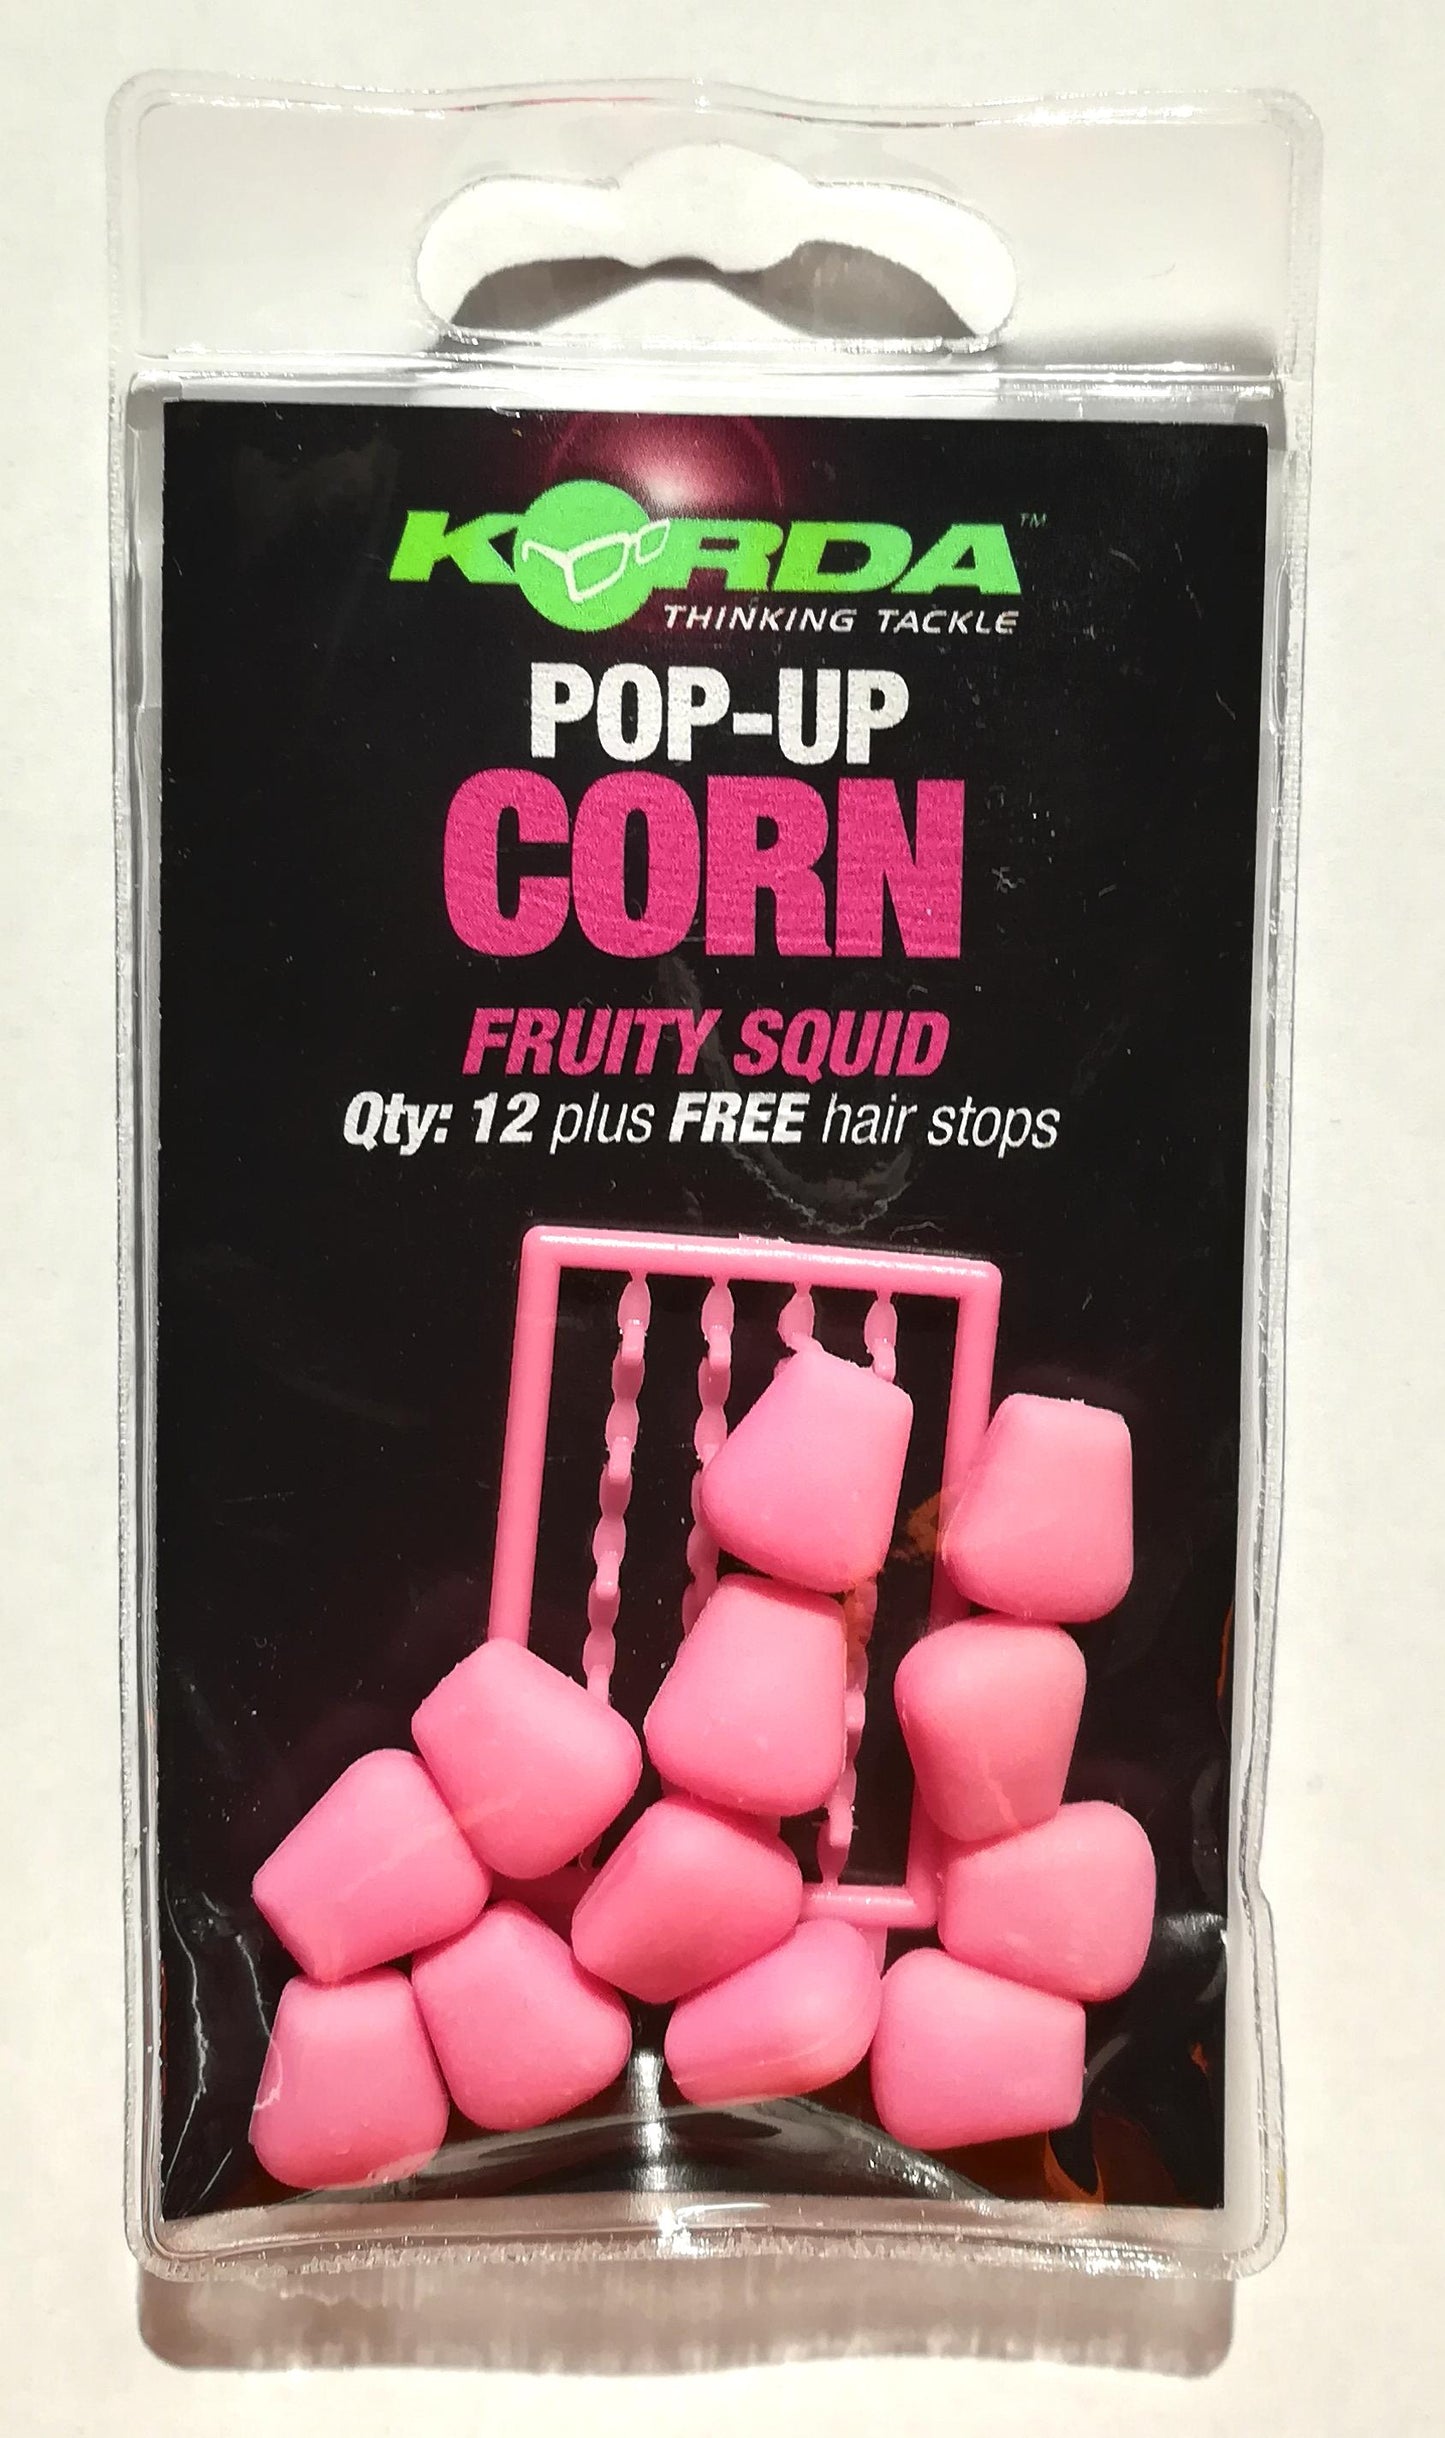 KORDA™
THINKING TACKLE
POP-UP
CORN
FRUITY SQUID
Qty: 12 plus FREE hair stops